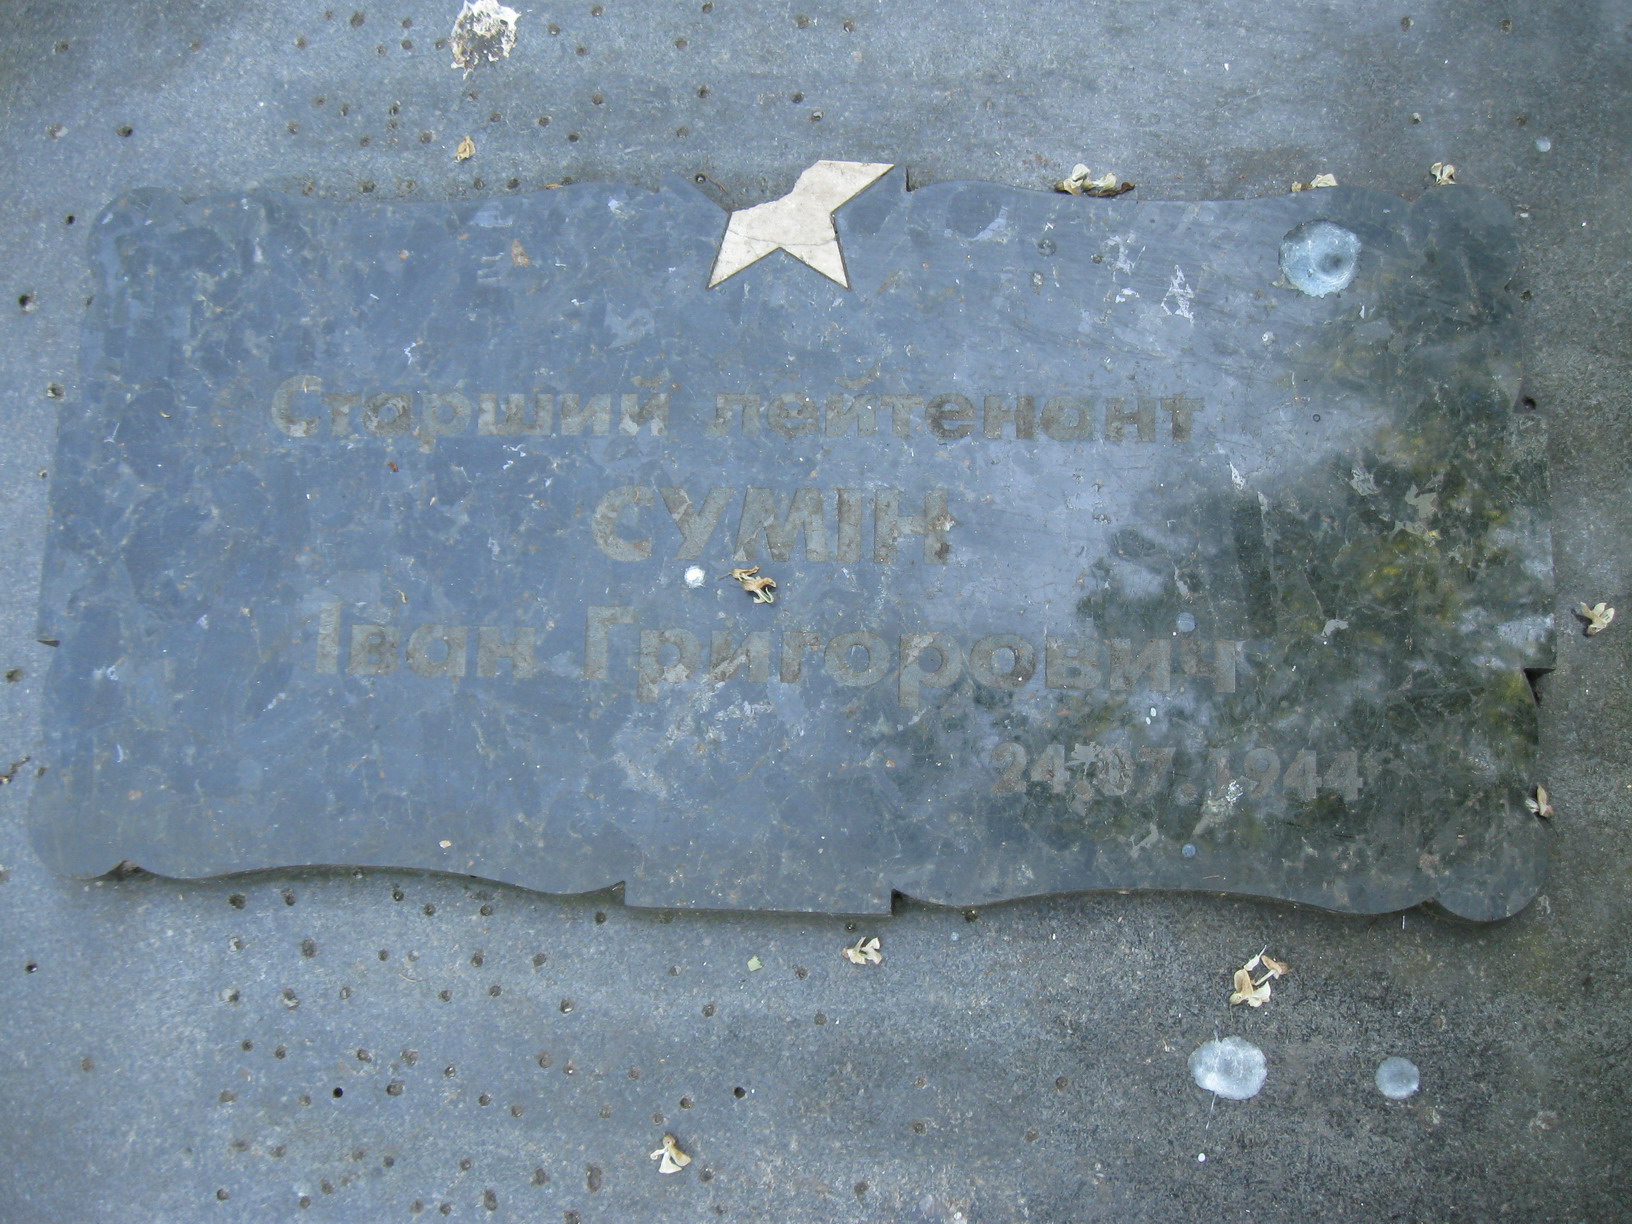 Старший лейтенант
СУМІН
Іван Григорович
24.07.1944